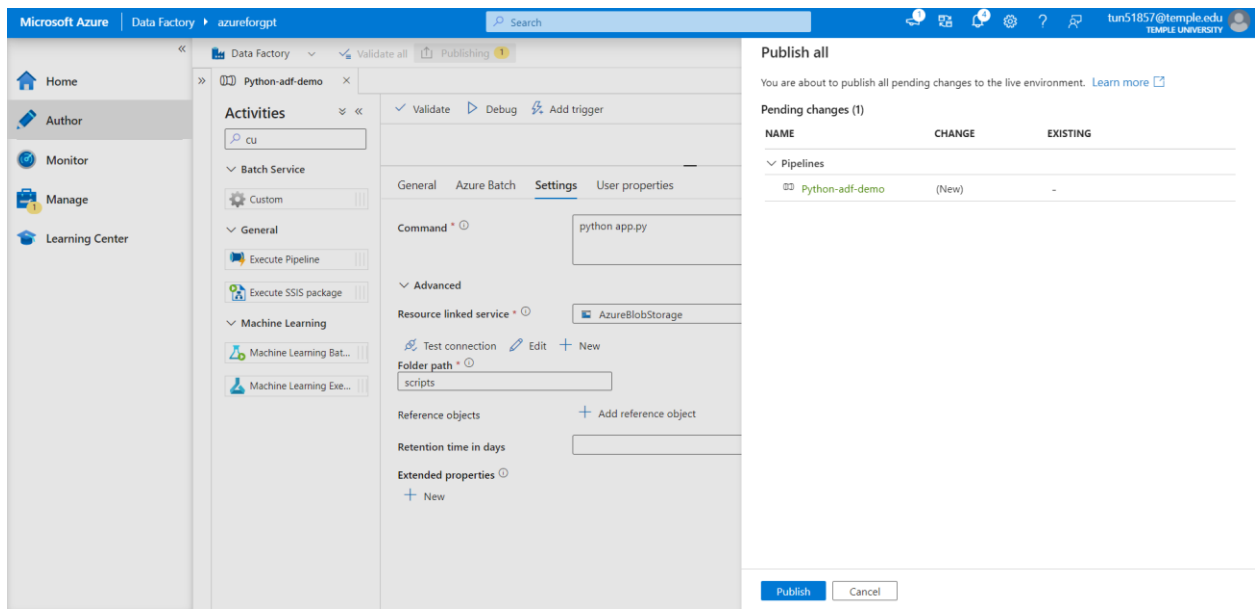 Microsoft Azure
Data Factory
azureforgpt
Search
1
4
tun51857@temple.edu
TEMPLE UNIVERSITY
Home
Author
Monitor
Manage
1
Learning Center
Data Factory
Validate all
Publishing 1
Python-adf-demo
Activities
cu
Batch Service
Custom
General
Execute Pipeline
Execute SSIS package
Machine Learning
Machine Learning Bat...
Machine Learning Exe...
Validate
Debug
Add trigger
General
Azure Batch
Settings
User properties
Command *
python app.py
Advanced
Resource linked service *
AzureBlobStorage
Test connection
Edit
New
Folder path *
scripts
Reference objects
Add reference object
Retention time in days
Extended properties
New
Publish all
You are about to publish all pending changes to the live environment. Learn more
Pending changes (1)
NAME CHANGE EXISTING
Pipelines
Python-adf-demo (New) -
Publish
Cancel